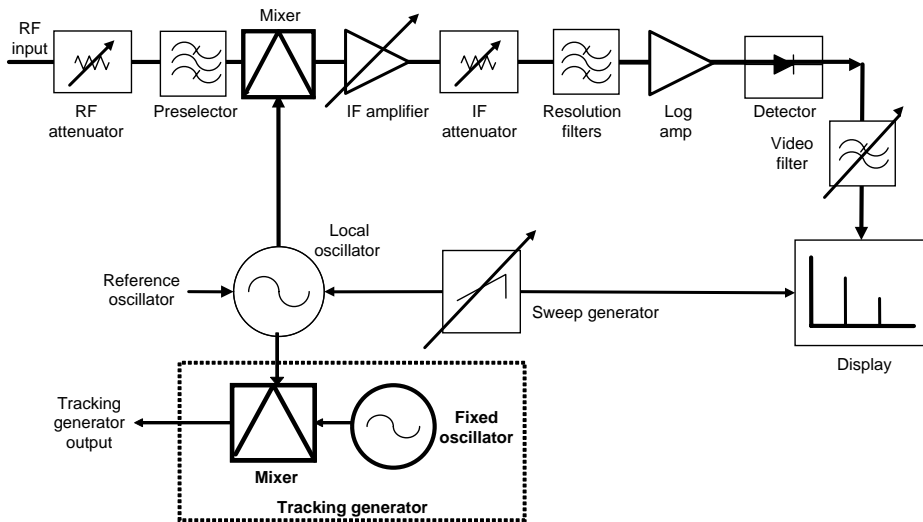 RF
input
Mixer
RF
attenuator
Preselector
IF amplifier
IF
attenuator
Resolution
filters
Log
amp
Detector
Video
filter
Local
oscillator
Reference
oscillator
Sweep generator
Display
Tracking
generator
output
Fixed
oscillator
Mixer
Tracking generator